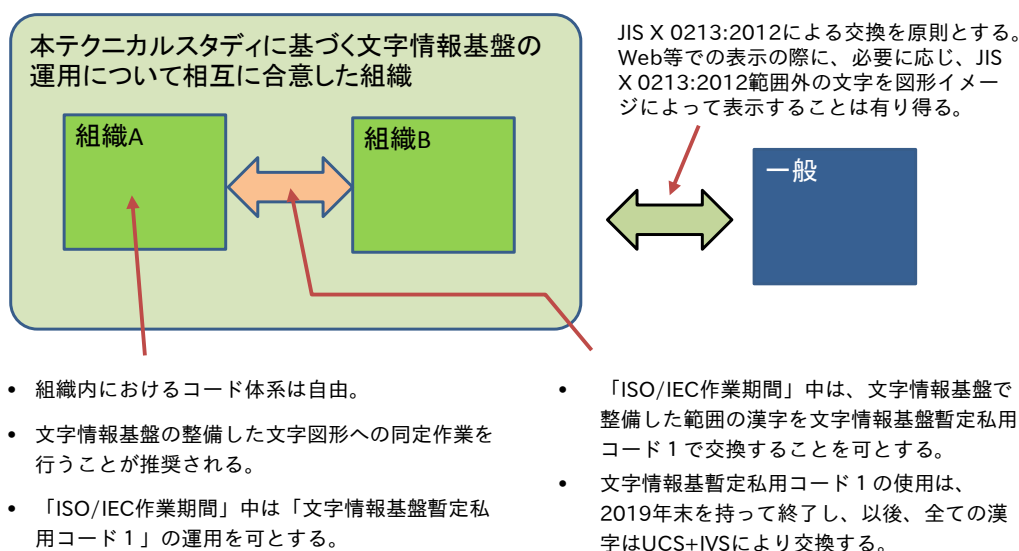 本テクニカルスタディに基づく文字情報基盤の
運用について相互に合意した組織
組織A
組織B
JIS X 0213:2012による交換を原則とする。
Web等での表示の際に、必要に応じ、JIS
X 0213:2012範囲外の文字を図形イメー
ジによって表示することは有り得る。
一般
• 組織内におけるコード体系は自由。
• 文字情報基盤の整備した文字図形への同定作業を
行うことが推奨される。
• 「ISO/IEC作業期間」中は「文字情報基盤暫定私
用コード１」の運用を可とする。
• 「ISO/IEC作業期間」中は、文字情報基盤で
整備した範囲の漢字を文字情報基盤暫定私用
コード１で交換することを可とする。
• 文字情報基暫定私用コード１の使用は、
2019年末を持って終了し、以後、全ての漢
字はUCS+IVSにより交換する。